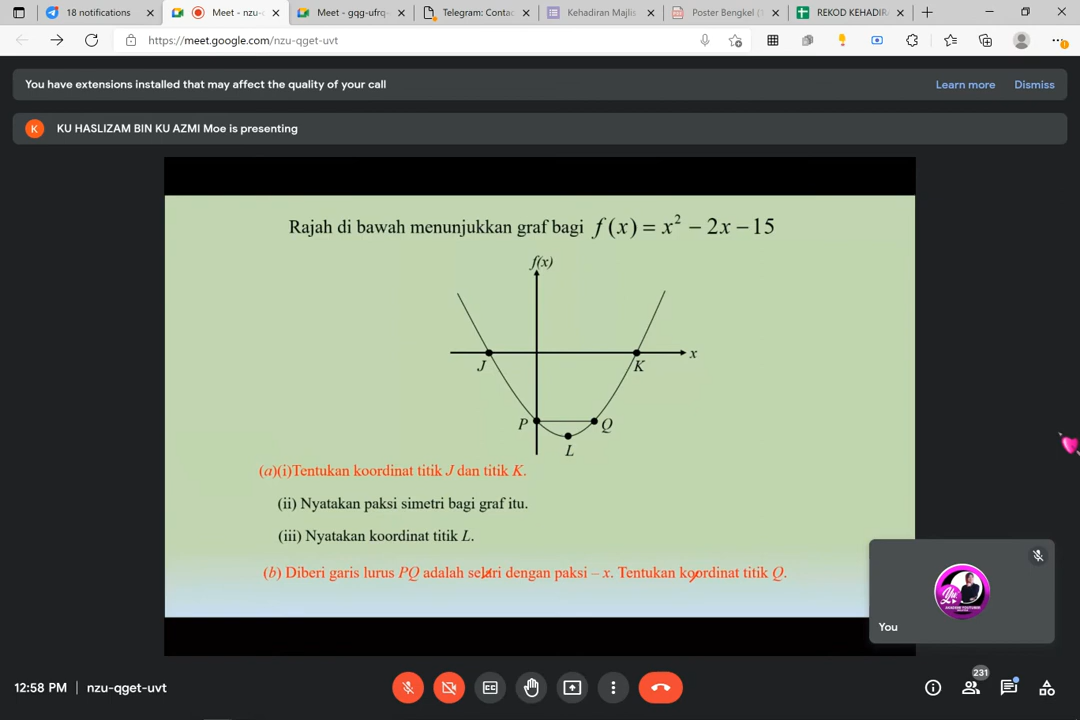 18 notifications
Meet - nzu-
Meet - gqg-ufrq-
Telegram: Contac
Kehadiran Majlis
Poster Bengkel (1
REKOD KEHADIRA
https://meet.google.com/nzu-qget-uvt
You have extensions installed that may affect the quality of your call
Learn more
Dismiss
K
KU HASLIZAM BIN KU AZMI Moe is presenting
Rajah di bawah menunjukkan graf bagi f(x) = x² − 2x − 15
f(x)
x
J
K
P
Q
L
(a)(i)Tentukan koordinat titik J dan titik K.
(ii) Nyatakan paksi simetri bagi graf itu.
(iii) Nyatakan koordinat titik L.
(b) Diberi garis lurus PQ adalah selari dengan paksi – x. Tentukan koordinat titik Q.
You
12:58 PM | nzu-qget-uvt
231